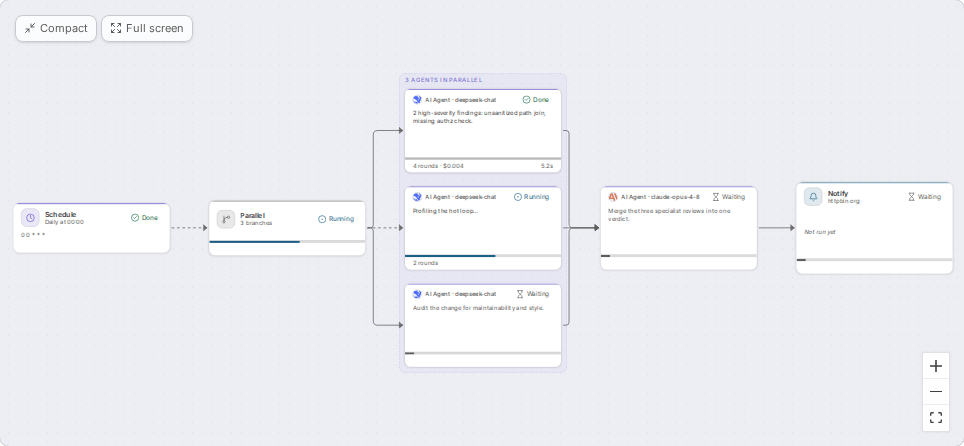 Compact
Full screen
3 AGENTS IN PARALLEL
AI Agent · deepseek-chat
Done
2 high-severity findings: unsanitized path join,
missing authz check.
4 rounds · $0.004
5.2s
Schedule
Daily at 00:00
Done
0 0 * * *
Parallel
3 branches
Running
AI Agent · deepseek-chat
Running
Profiling the hot loop...
2 rounds
AI Agent · claude-opus-4-8
Waiting
Merge the three specialist reviews into one
verdict.
Notify
httpbin.org
Waiting
Not run yet
AI Agent · deepseek-chat
Waiting
Audit the change for maintainability and style.